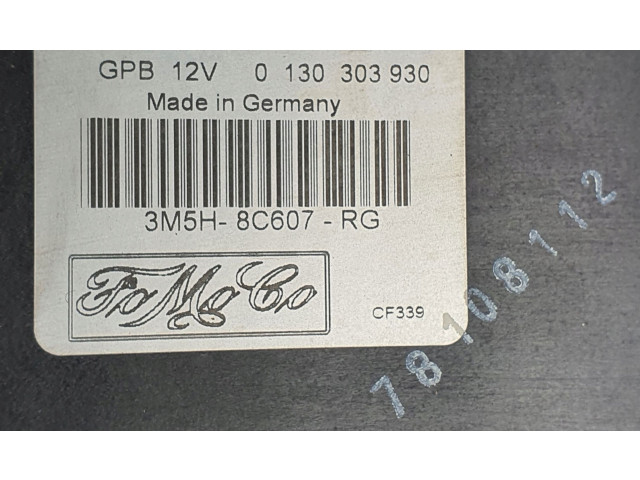 GPB 12V 0 130 303 930
Made in Germany
3M5H- 8C607 - RG
FoMoCo
CF339
78108112